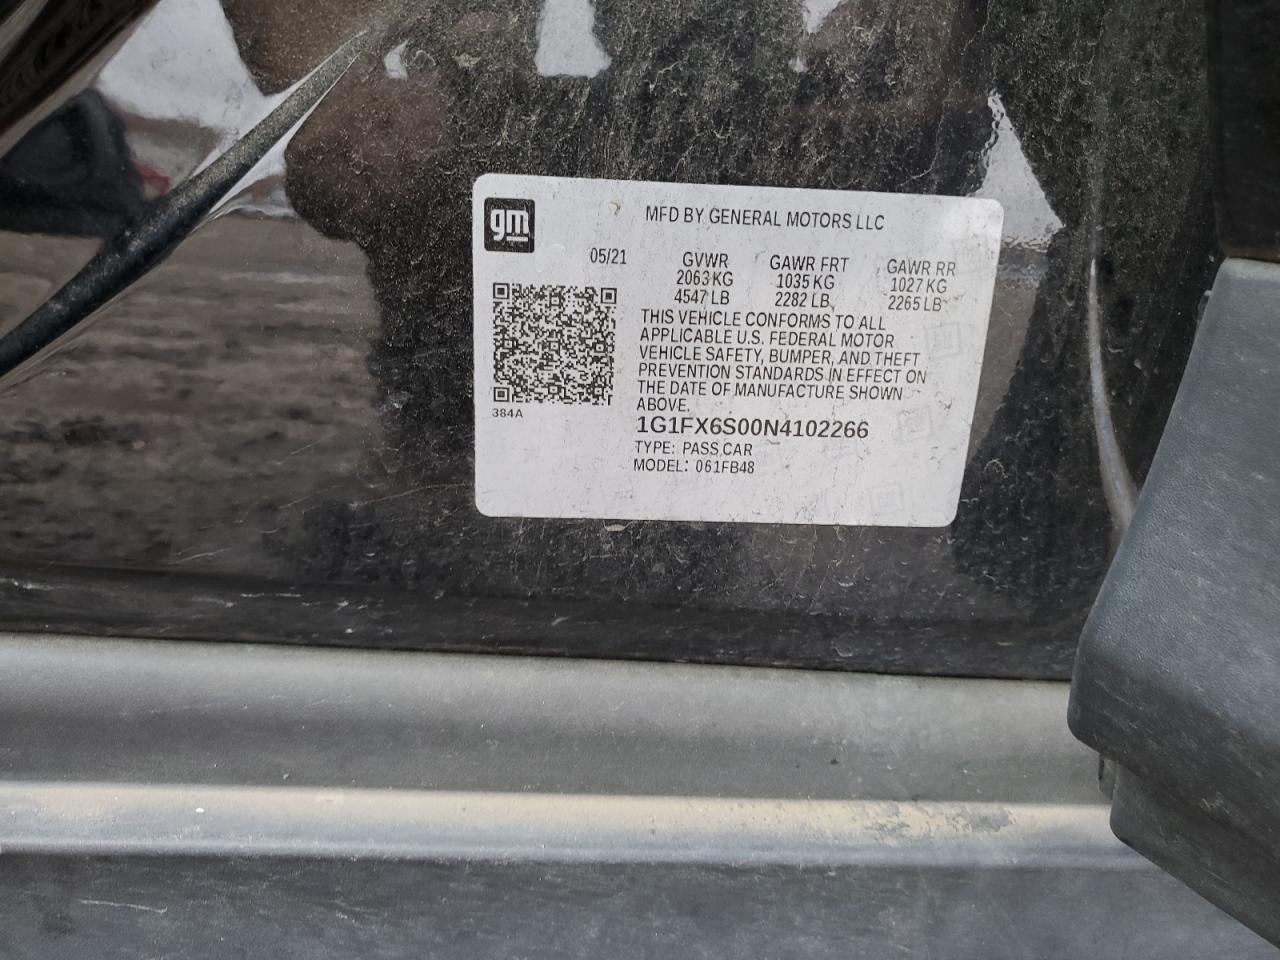 gm
MFD BY GENERAL MOTORS LLC
05/21
GVWR GAWR FRT GAWR RR
2063 KG 1035 KG 1027 KG
4547 LB 2282 LB 2265 LB
THIS VEHICLE CONFORMS TO ALL
APPLICABLE U.S. FEDERAL MOTOR
VEHICLE SAFETY, BUMPER, AND THEFT
PREVENTION STANDARDS IN EFFECT ON
THE DATE OF MANUFACTURE SHOWN
ABOVE.
384A
1G1FX6S00N4102266
TYPE: PASS CAR
MODEL: 061FB48